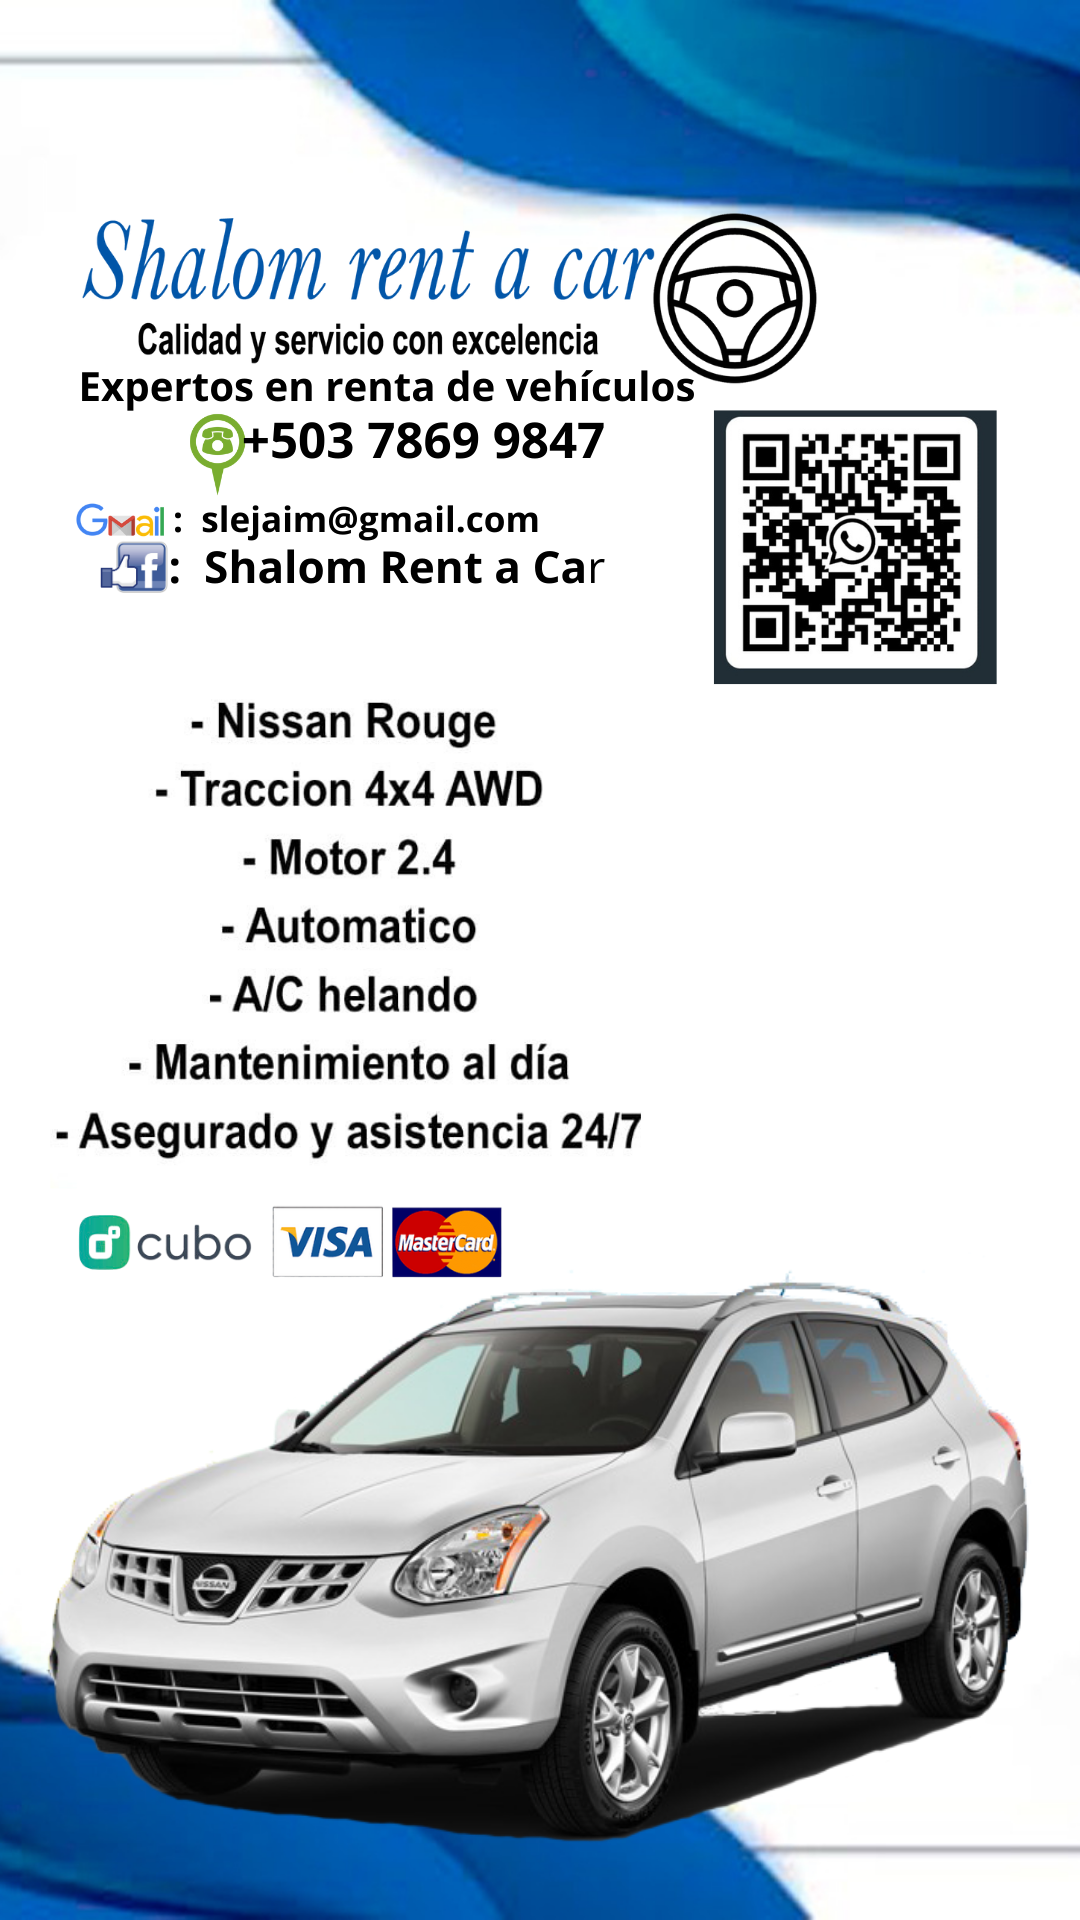 Shalom rent a car
Calidad y servicio con excelencia
Expertos en renta de vehículos
+503 7869 9847
Gmail : slejaim@gmail.com
f : Shalom Rent a Car
- Nissan Rouge
- Traccion 4x4 AWD
- Motor 2.4
- Automatico
- A/C helando
- Mantenimiento al día
- Asegurado y asistencia 24/7
cubo VISA MasterCard
NISSAN